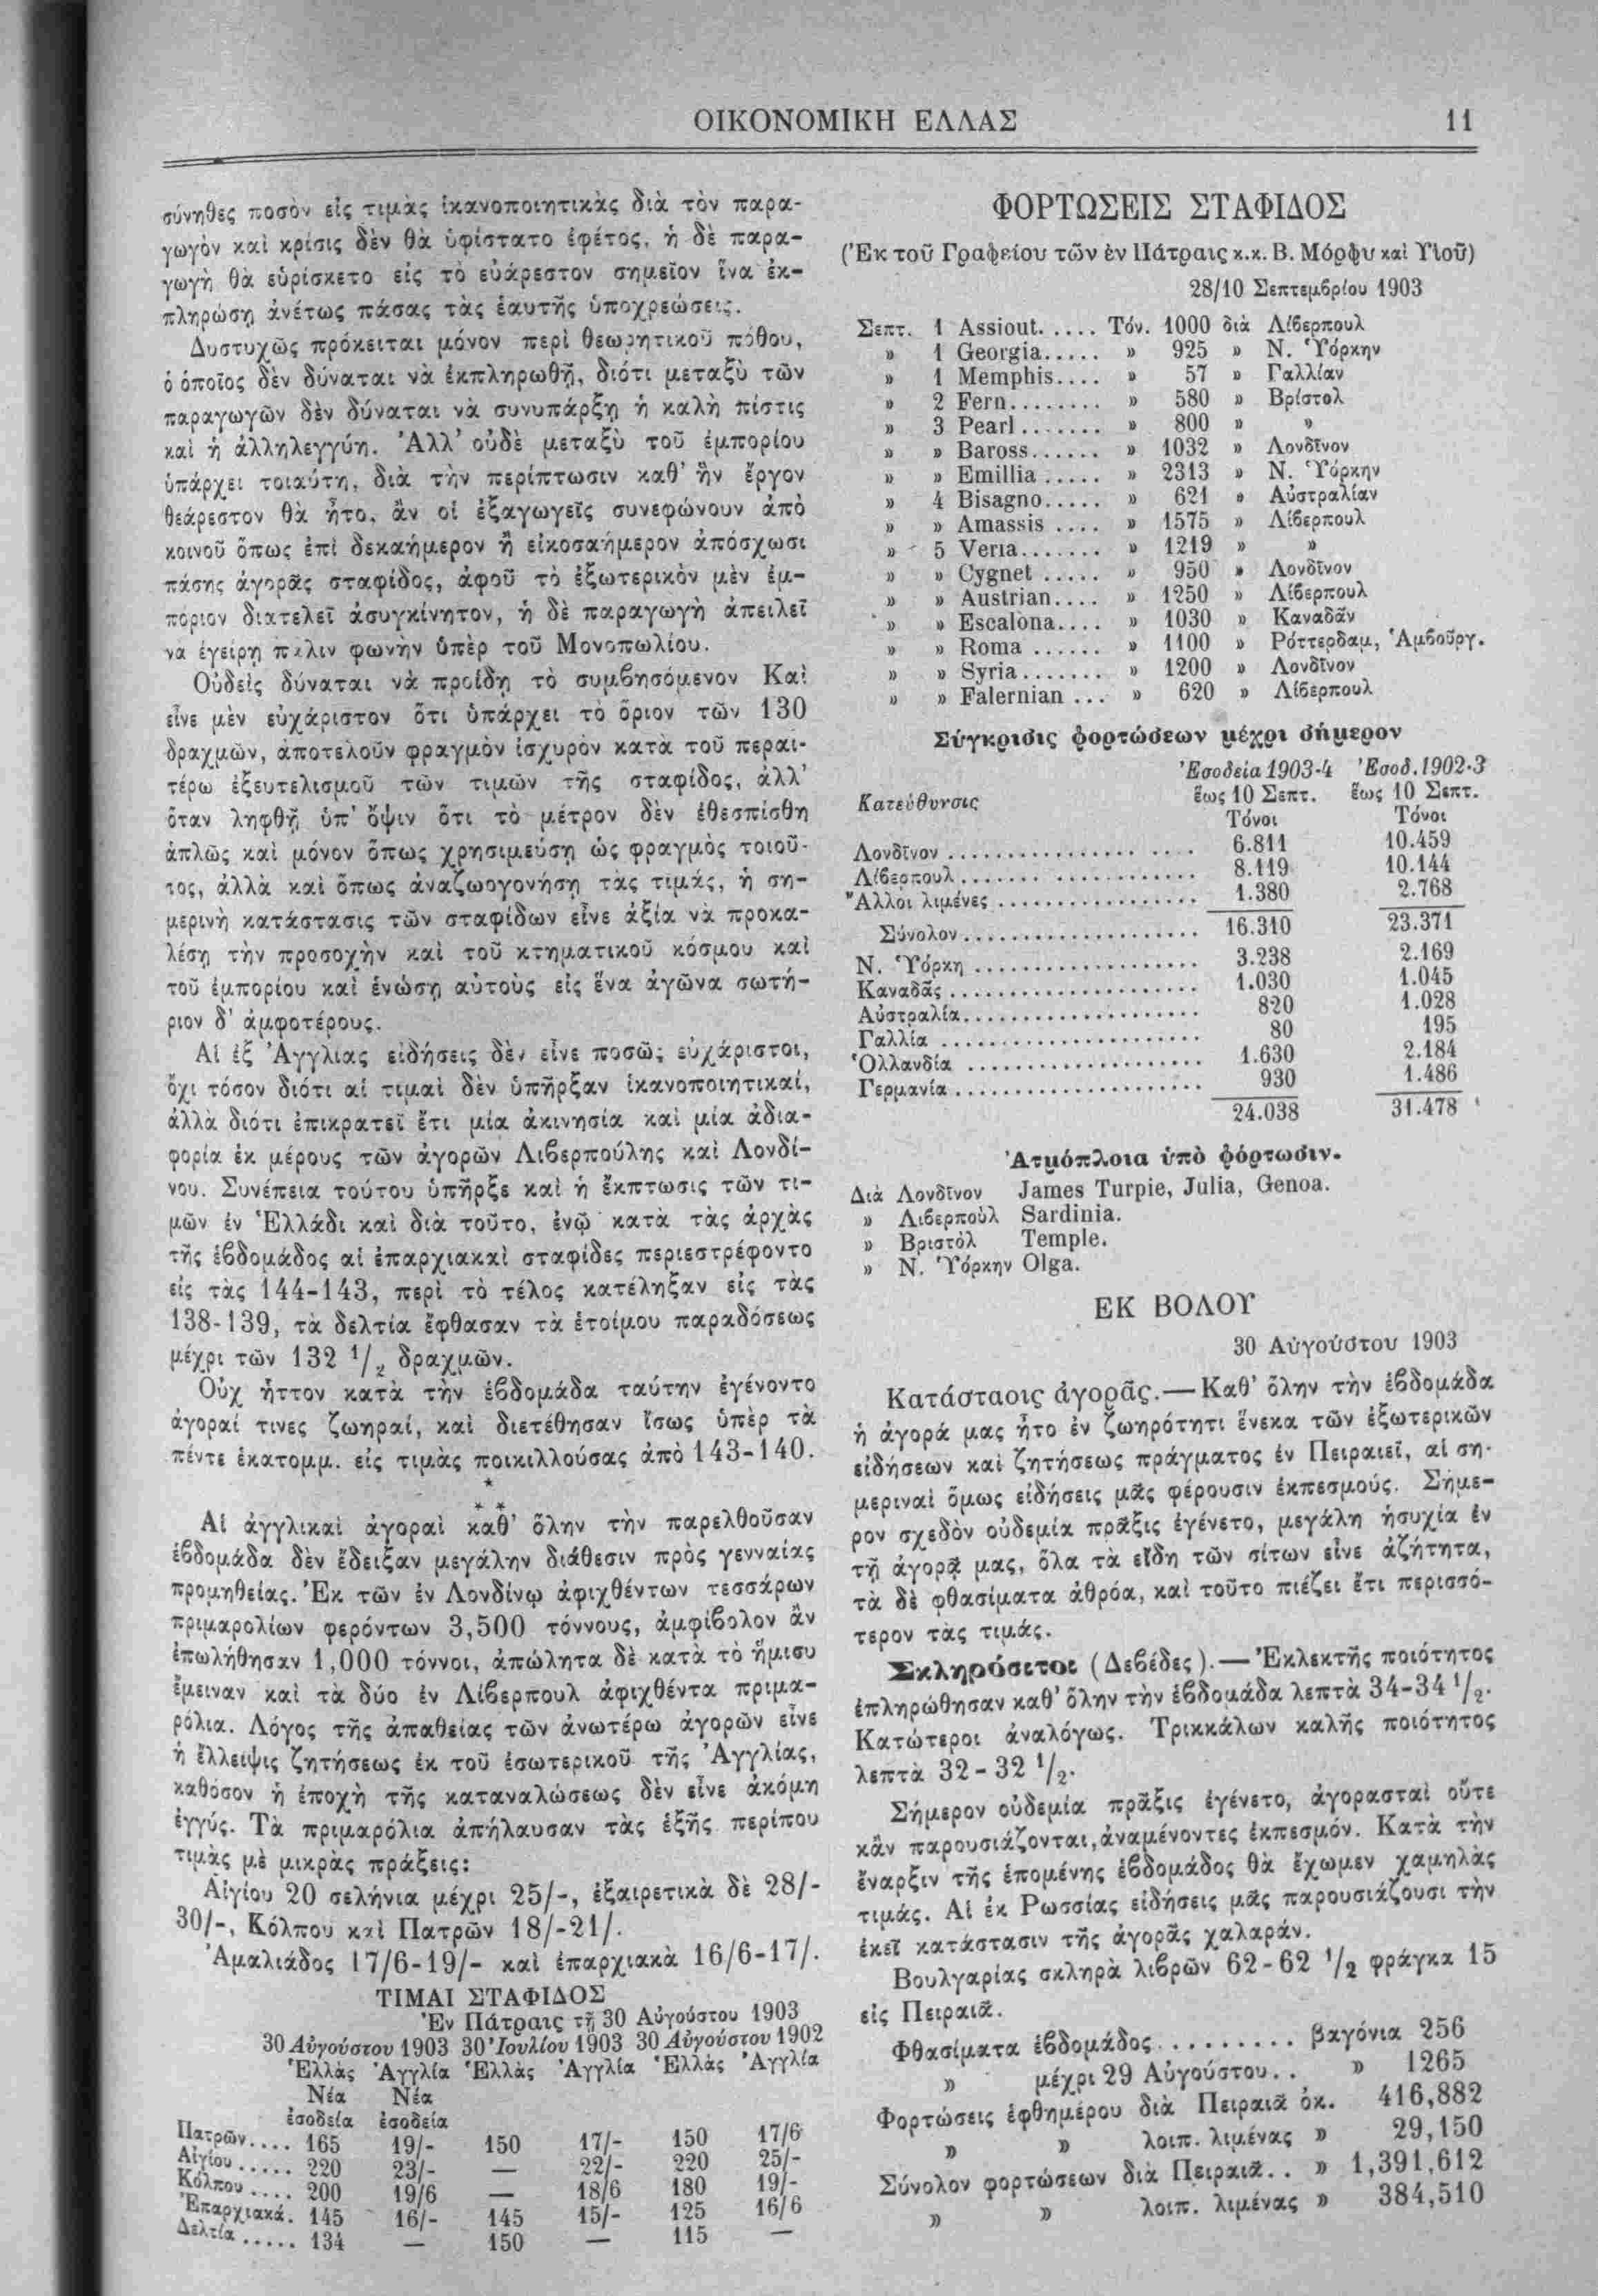 ΟΙΚΟΝΟΜΙΚΗ ΕΛΛΑΣ 11
σύνηθες ποσὸν εἰς τιμὰς ἱκανοποιητικὰς διὰ τὸν παρα-
γωγὸν καὶ κρίσις δὲν θὰ ὑφίστατο ἐφέτος, ἡ δὲ παρα-
γωγὴ θὰ εὑρίσκετο εἰς τὸ εὐάρεστον σημεῖον ἵνα ἐκ-
πληρώσῃ ἀνέτως πάσας τὰς ἑαυτῆς ὑποχρεώσεις.
Δυστυχῶς πρόκειται μόνον περὶ θεωρητικοῦ πόθου,
ὁ ὁποῖος δὲν δύναται νὰ ἐκπληρωθῇ, διότι μεταξὺ τῶν
παραγωγῶν δὲν δύναται νὰ συνυπάρξῃ ἡ καλὴ πίστις
καὶ ἡ ἀλληλεγγύη. Ἀλλ' οὐδὲ μεταξὺ τοῦ ἐμπορίου
ὑπάρχει τοιαύτη, διὰ τὴν περίπτωσιν καθ' ἣν ἔργον
θεάρεστον θὰ ἦτο, ἂν οἱ ἐξαγωγεῖς συνεφώνουν ἀπὸ
κοινοῦ ὅπως ἐπὶ δεκαήμερον ἢ εἰκοσαήμερον ἀπόσχωσι
πάσης ἀγορᾶς σταφίδος, ἀφοῦ τὸ ἐξωτερικὸν μὲν ἐμ-
πόριον διατελεῖ ἀσυγκίνητον, ἡ δὲ παραγωγὴ ἀπειλεῖ
νὰ ἐγείρῃ πάλιν φωνὴν ὑπὲρ τοῦ Μονοπωλίου.
Οὐδεὶς δύναται νὰ προίδῃ τὸ συμβησόμενον Καὶ
εἶνε μὲν εὐχάριστον ὅτι ὑπάρχει τὸ ὅριον τῶν 130
δραχμῶν, ἀποτελοῦν φραγμὸν ἰσχυρὸν κατὰ τοῦ περαι-
τέρω ἐξευτελισμοῦ τῶν τιμῶν τῆς σταφίδος, ἀλλ'
ὅταν ληφθῇ ὑπ' ὄψιν ὅτι τὸ μέτρον δὲν ἐθεσπίσθη
ἁπλῶς καὶ μόνον ὅπως χρησιμεύσῃ ὡς φραγμὸς τοιοῦ-
τος, ἀλλὰ καὶ ὅπως ἀναζωογονήσῃ τὰς τιμάς, ἡ ση-
μερινὴ κατάστασις τῶν σταφίδων εἶνε ἀξία νὰ προκα-
λέσῃ τὴν προσοχὴν καὶ τοῦ κτηματικοῦ κόσμου καὶ
τοῦ ἐμπορίου καὶ ἑνώσῃ αὐτοὺς εἰς ἕνα ἀγῶνα σωτή-
ριον δι' ἀμφοτέρους.
Αἱ ἐξ Ἀγγλίας εἰδήσεις δὲν εἶνε ποσῶς εὐχάριστοι,
ὄχι τόσον διότι αἱ τιμαὶ δὲν ὑπῆρξαν ἱκανοποιητικαί,
ἀλλὰ διότι ἐπικρατεῖ ἔτι μία ἀκινησία καὶ μία ἀδια-
φορία ἐκ μέρους τῶν ἀγορῶν Λιβερπούλης καὶ Λονδί-
νου. Συνέπεια τούτου ὑπῆρξε καὶ ἡ ἔκπτωσις τῶν τι-
μῶν ἐν Ἑλλάδι καὶ διὰ τοῦτο, ἐνῷ κατὰ τὰς ἀρχὰς
τῆς ἑβδομάδος αἱ ἐπαρχιακαὶ σταφίδες περιεστρέφοντο
εἰς τὰς 144-143, περὶ τὸ τέλος κατέληξαν εἰς τὰς
138-139, τὰ δελτία ἔφθασαν τὰ ἑτοίμου παραδόσεως
μέχρι τῶν 132 1/2 δραχμῶν.
Οὐχ ἧττον κατὰ τὴν ἑβδομάδα ταύτην ἐγένοντο
ἀγοραί τινες ζωηραί, καὶ διετέθησαν ἴσως ὑπὲρ τὰ
πέντε ἑκατομμ. εἰς τιμὰς ποικιλλούσας ἀπὸ 143-140.
*
* *
Αἱ ἀγγλικαὶ ἀγοραὶ καθ' ὅλην τὴν παρελθοῦσαν
ἑβδομάδα δὲν ἔδειξαν μεγάλην διάθεσιν πρὸς γενναίας
προμηθείας. Ἐκ τῶν ἐν Λονδίνῳ ἀφιχθέντων τεσσάρων
πριμαρολίων φερόντων 3,500 τόννους, ἀμφίβολον ἂν
ἐπωλήθησαν 1,000 τόννοι, ἀπώλητα δὲ κατὰ τὸ ἥμισυ
ἔμειναν καὶ τὰ δύο ἐν Λίβερπουλ ἀφιχθέντα πριμα-
ρόλια. Λόγος τῆς ἀπαθείας τῶν ἀνωτέρω ἀγορῶν εἶνε
ἡ ἔλλειψις ζητήσεως ἐκ τοῦ ἐσωτερικοῦ τῆς Ἀγγλίας,
καθόσον ἡ ἐποχὴ τῆς καταναλώσεως δὲν εἶνε ἀκόμη
ἐγγύς. Τὰ πριμαρόλια ἀπήλαυσαν τὰς ἑξῆς περίπου
τιμὰς μὲ μικρὰς πράξεις:
Αἰγίου 20 σελήνια μέχρι 25/-, ἐξαιρετικὰ δὲ 28/-
30/-, Κόλπου καὶ Πατρῶν 18/-21/.
Ἀμαλιάδος 17/6-19/- καὶ ἐπαρχιακὰ 16/6-17/.
ΤΙΜΑΙ ΣΤΑΦΙΔΟΣ
Ἐν Πάτραις τῇ 30 Αὐγούστου 1903
30 Αὐγούστου 1903 30 Ἰουλίου 1903 30 Αὐγούστου 1902
Ἑλλὰς Ἀγγλία Ἑλλὰς Ἀγγλία Ἑλλὰς Ἀγγλία
Νέα Νέα
ἐσοδεία ἐσοδεία
Πατρῶν.... 165 19/- 150 17/- 150 17/6
Αἰγίου..... 220 23/- — 22/- 220 25/-
Κόλπου.... 200 19/6 — 18/6 180 19/-
Ἐπαρχιακά. 145 16/- 145 15/- 125 16/6
Δελτία..... 134 — 150 — 115 —
ΦΟΡΤΩΣΕΙΣ ΣΤΑΦΙΔΟΣ
(Ἐκ τοῦ Γραφείου τῶν ἐν Πάτραις κ.κ. Β. Μόρφυ καὶ Υἱοῦ)
28/10 Σεπτεμβρίου 1903
Σεπτ. 1 Assiout...... Τόν. 1000 διὰ Λίβερπουλ
» 1 Georgia..... » 925 » Ν. Ὑόρκην
» 1 Memphis.... » 57 » Γαλλίαν
» 2 Fern........ » 580 » Βρίστολ
» 3 Pearl....... » 800 » »
» » Baross...... » 1032 » Λονδῖνον
» » Emillia..... » 2313 » Ν. Ὑόρκην
» 4 Bisagno..... » 621 » Αὐστραλίαν
» » Amassis.... » 1575 » Λίβερπουλ
» 5 Veria....... » 1219 » »
» » Cygnet..... » 950 » Λονδῖνον
» » Austrian.... » 1250 » Λίβερπουλ
» » Escalona.... » 1030 » Καναδᾶν
» » Roma...... » 1100 » Ρόττερδαμ, Ἀμβοῦργ.
» » Syria....... » 1200 » Λονδῖνον
» » Falernian... » 620 » Λίβερπουλ
Σύγκρισις φορτώσεων μέχρι σήμερον
Ἐσοδεία 1903-4 Ἐσοδ. 1902-3
Κατεύθυνσις ἕως 10 Σεπτ. ἕως 10 Σεπτ.
Τόνοι Τόνοι
Λονδῖνον.................... 6.811 10.459
Λίβερπουλ.................... 8.119 10.144
Ἄλλοι λιμένες.................. 1.380 2.768
Σύνολον...................... 16.310 23.371
Ν. Ὑόρκη..................... 3.238 2.169
Καναδᾶς...................... 1.030 1.045
Αὐστραλία..................... 820 1.028
Γαλλία....................... 80 195
Ὁλλανδία..................... 1.630 2.184
Γερμανία...................... 930 1.486
24.038 31.478
Ἀτμόπλοια ὑπὸ φόρτωσιν.
Διὰ Λονδῖνον James Turpie, Julia, Genoa.
» Λιβερποὺλ Sardinia.
» Βριστὸλ Temple.
» Ν. Ὑόρκην Olga.
ΕΚ ΒΟΛΟΥ
30 Αὐγούστου 1903
Κατάστασις ἀγορᾶς.—Καθ' ὅλην τὴν ἑβδομάδα
ἡ ἀγορά μας ἦτο ἐν ζωηρότητι ἕνεκα τῶν ἐξωτερικῶν
εἰδήσεων καὶ ζητήσεως πράγματος ἐν Πειραιεῖ, αἱ ση-
μεριναὶ ὅμως εἰδήσεις μᾶς φέρουσιν ἐκπεσμούς. Σήμε-
ρον σχεδὸν οὐδεμία πρᾶξις ἐγένετο, μεγάλη ἡσυχία ἐν
τῇ ἀγορᾷ μας, ὅλα τὰ εἴδη τῶν σίτων εἶνε ἀζήτητα,
τὰ δὲ φθασίματα ἀθρόα, καὶ τοῦτο πιέζει ἔτι περισσό-
τερον τὰς τιμάς.
Σκληρόσιτοι (Δεβέδες).—Ἐκλεκτῆς ποιότητος
ἐπληρώθησαν καθ' ὅλην τὴν ἑβδομάδα λεπτὰ 34-34 1/2.
Κατώτεροι ἀναλόγως. Τρικκάλων καλῆς ποιότητος
λεπτὰ 32-32 1/2.
Σήμερον οὐδεμία πρᾶξις ἐγένετο, ἀγορασταὶ οὔτε
κἂν παρουσιάζονται, ἀναμένοντες ἐκπεσμόν. Κατὰ τὴν
ἔναρξιν τῆς ἑπομένης ἑβδομάδος θὰ ἔχωμεν χαμηλὰς
τιμάς. Αἱ ἐκ Ρωσσίας εἰδήσεις μᾶς παρουσιάζουσι τὴν
ἐκεῖ κατάστασιν τῆς ἀγορᾶς χαλαράν.
Βουλγαρίας σκληρὰ λιβρῶν 62-62 1/2 φράγκα 15
εἰς Πειραιᾶ.
Φθασίματα ἑβδομάδος......... βαγόνια 256
» μέχρι 29 Αὐγούστου.. » 1265
Φορτώσεις ἑφθημέρου διὰ Πειραιᾶ ὀκ. 416,882
» » λοιπ. λιμένας » 29,150
Σύνολον φορτώσεων διὰ Πειραιᾶ.. » 1,391,612
» » λοιπ. λιμένας » 384,510